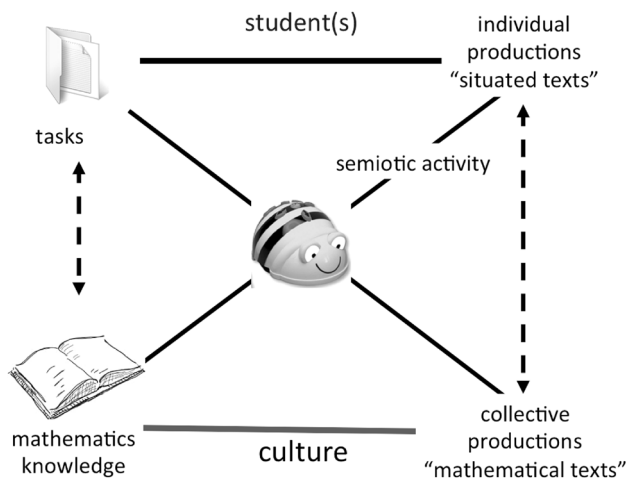 student(s)
individual
productions
“situated texts”
tasks
semiotic activity
mathematics
knowledge
culture
collective
productions
“mathematical texts”